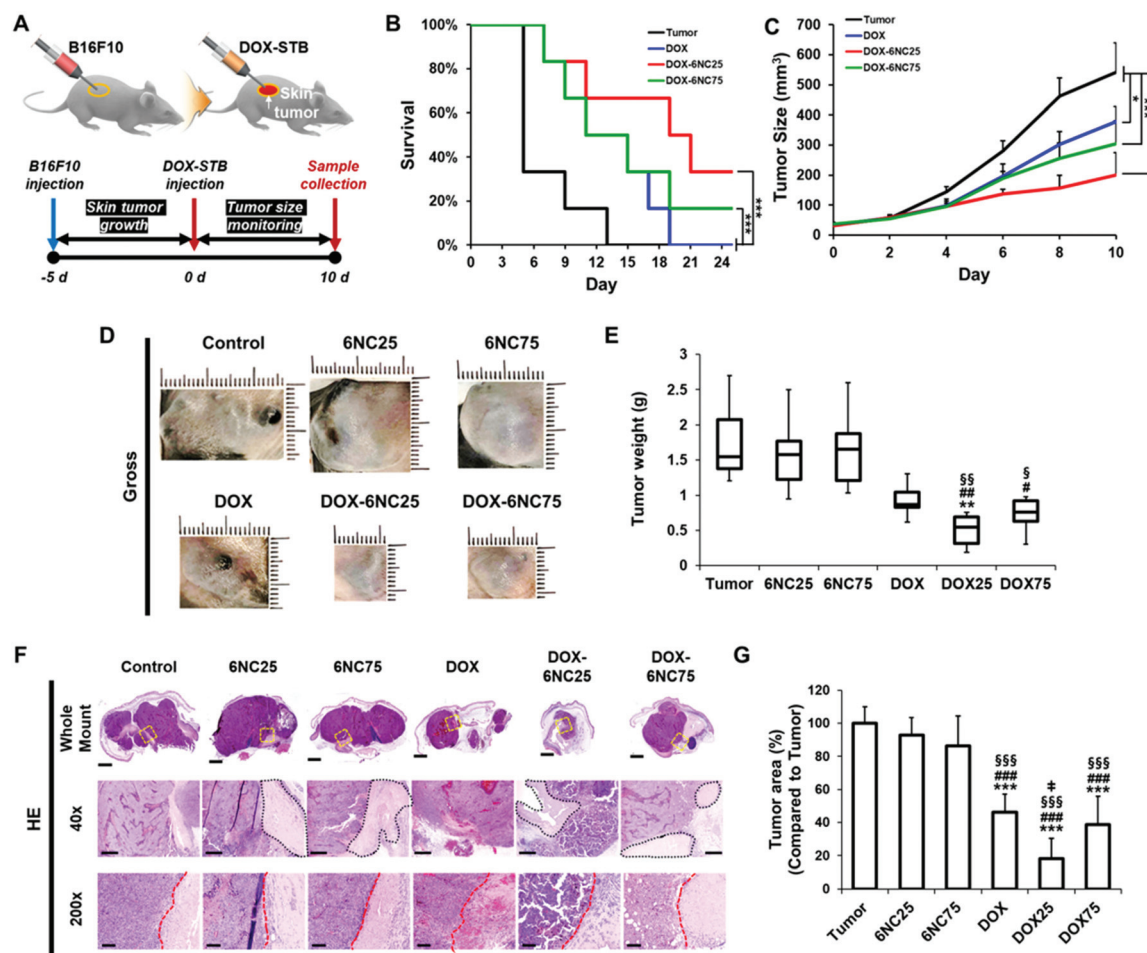 A
B16F10
DOX-STB
Skin
tumor
B16F10
injection
DOX-STB
injection
Sample
collection
Skin tumor
growth
Tumor size
monitoring
-5 d
0 d
10 d
B
Survival
100%
80%
60%
40%
20%
0%
0 3 6 9 12 15 18 21 24
Day
Tumor
DOX
DOX-6NC25
DOX-6NC75
***
***
C
Tumor Size (mm³)
700
600
500
400
300
200
100
0
0 2 4 6 8 10
Day
Tumor
DOX
DOX-6NC25
DOX-6NC75
*
D
Gross
Control 6NC25 6NC75
DOX DOX-6NC25 DOX-6NC75
E
Tumor weight (g)
3
2.5
2
1.5
1
0.5
0
§§
##
**
§
#
Tumor 6NC25 6NC75 DOX DOX25 DOX75
F
HE
Control 6NC25 6NC75 DOX DOX-
6NC25 DOX-
6NC75
Whole
Mount
40x
200x
G
Tumor area (%)
(Compared to Tumor)
120
100
80
60
40
20
0
§§§
###
***
‡
§§§
###
***
§§§
###
***
Tumor 6NC25 6NC75 DOX DOX25 DOX75